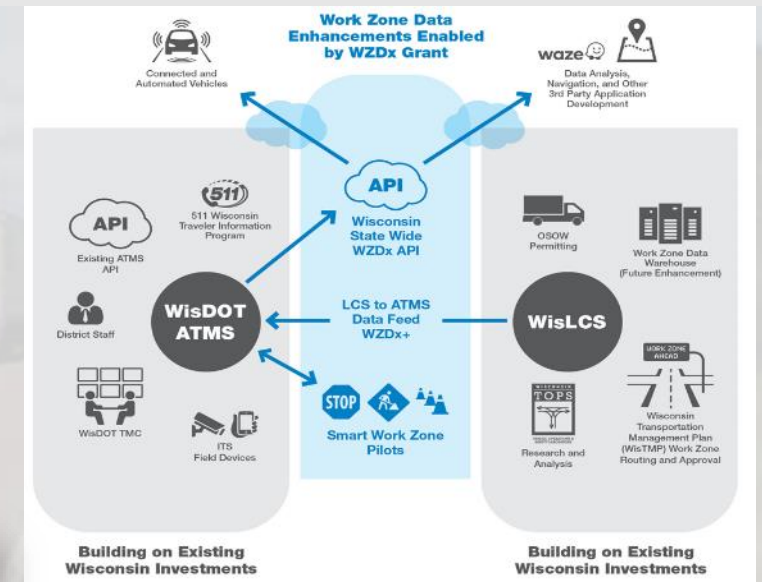 Work Zone Data
Enhancements Enabled
by WZDx Grant
Connected and
Automated Vehicles
waze
Data Analysis,
Navigation, and Other
3rd Party Application
Development
API
Existing ATMS
API
511
511 Wisconsin
Traveler Information
Program
District Staff
WisDOT
ATMS
WisDOT TMC
ITS
Field Devices
Building on Existing
Wisconsin Investments
API
Wisconsin
State Wide
WZDx API
LCS to ATMS
Data Feed
WZDx+
STOP
Smart Work Zone
Pilots
OSOW
Permitting
Work Zone Data
Warehouse
(Future Enhancement)
WisLCS
WISCONSIN
TOPS
Research and
Analysis
WORK ZONE
AHEAD
Wisconsin
Transportation
Management Plan
(WisTMP) Work Zone
Routing and Approval
Building on Existing
Wisconsin Investments